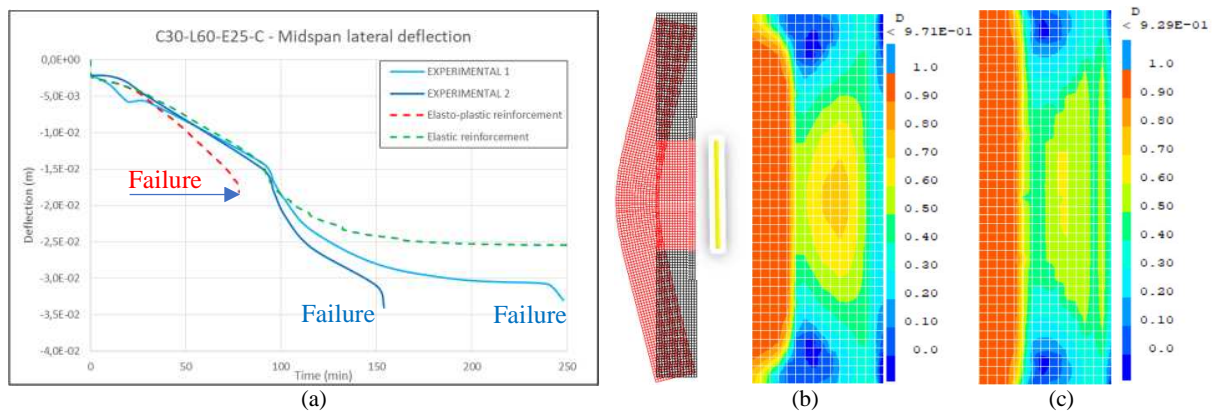 C30-L60-E25-C - Midspan lateral deflection
EXPERIMENTAL 1
EXPERIMENTAL 2
Elasto-plastic reinforcement
Elastic reinforcement
0,0E+00
-5,0E-03
-1,0E-02
-1,5E-02
-2,0E-02
-2,5E-02
-3,0E-02
-3,5E-02
-4,0E-02
Deflection (m)
Failure
Failure
Failure
0
50
100
150
200
250
Time (min)
(a)
D
< 9.71E-01
1.0
0.90
0.80
0.70
0.60
0.50
0.40
0.30
0.20
0.10
0.0
(b)
D
< 9.29E-01
1.0
0.90
0.80
0.70
0.60
0.50
0.40
0.30
0.20
0.10
0.0
(c)